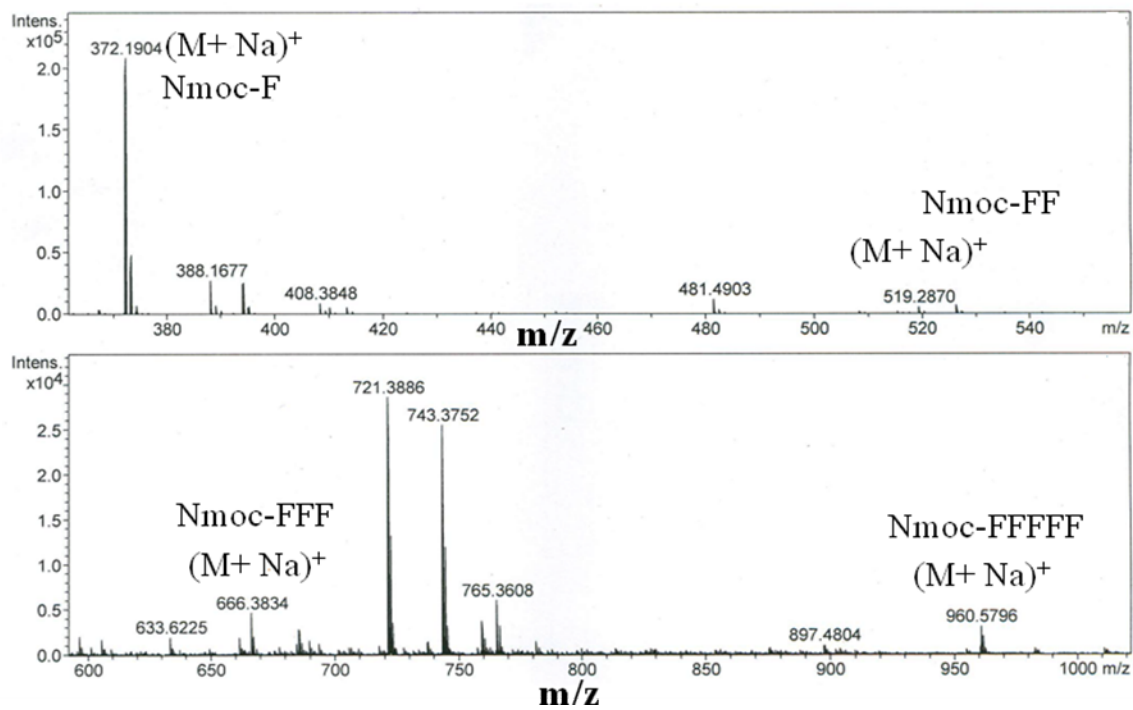 Intens.
x10⁵
372.1904 (M+ Na)⁺
Nmoc-F
2.0
1.5
1.0
0.5
0.0
388.1677
408.3848
481.4903
519.2870
Nmoc-FF
(M+ Na)⁺
380 400 420 440 460 480 500 520 540 m/z
m/z
Intens.
x10⁴
721.3886
743.3752
2.5
2.0
1.5
1.0
0.5
0.0
Nmoc-FFF
(M+ Na)⁺
666.3834
633.6225
765.3608
Nmoc-FFFFF
(M+ Na)⁺
960.5796
897.4804
600 650 700 750 800 850 900 950 1000 m/z
m/z